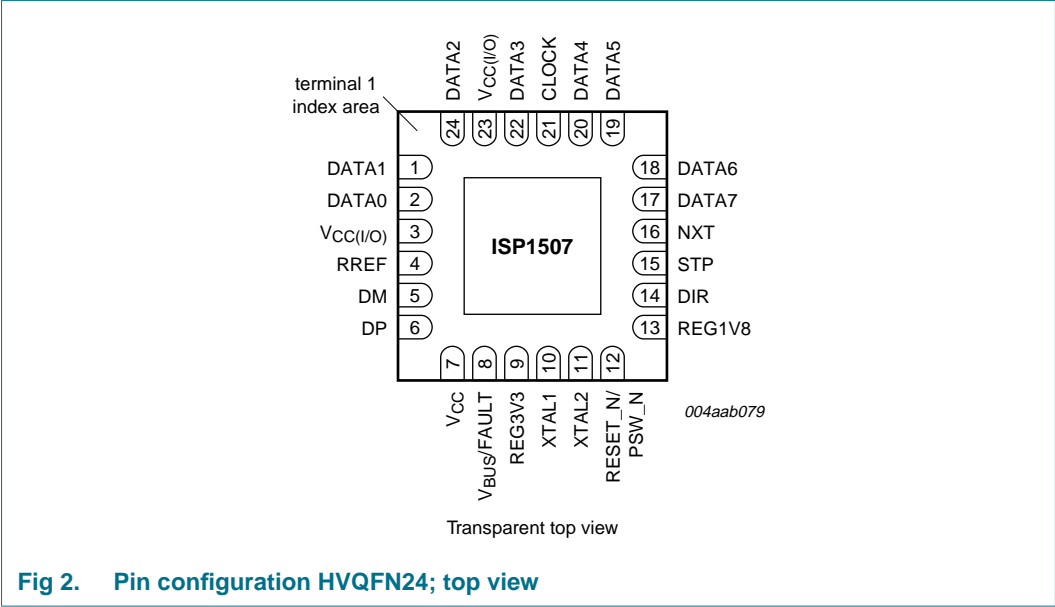 DATA2
VCC(I/O)
DATA3
CLOCK
DATA4
DATA5
terminal 1
index area
24
23
22
21
20
19
DATA1 1
DATA0 2
VCC(I/O) 3
RREF 4
DM 5
DP 6
ISP1507
18 DATA6
17 DATA7
16 NXT
15 STP
14 DIR
13 REG1V8
7
8
9
10
11
12
VCC
VBUS/FAULT
REG3V3
XTAL1
XTAL2
RESET_N/
PSW_N
004aab079
Transparent top view
Fig 2. Pin configuration HVQFN24; top view